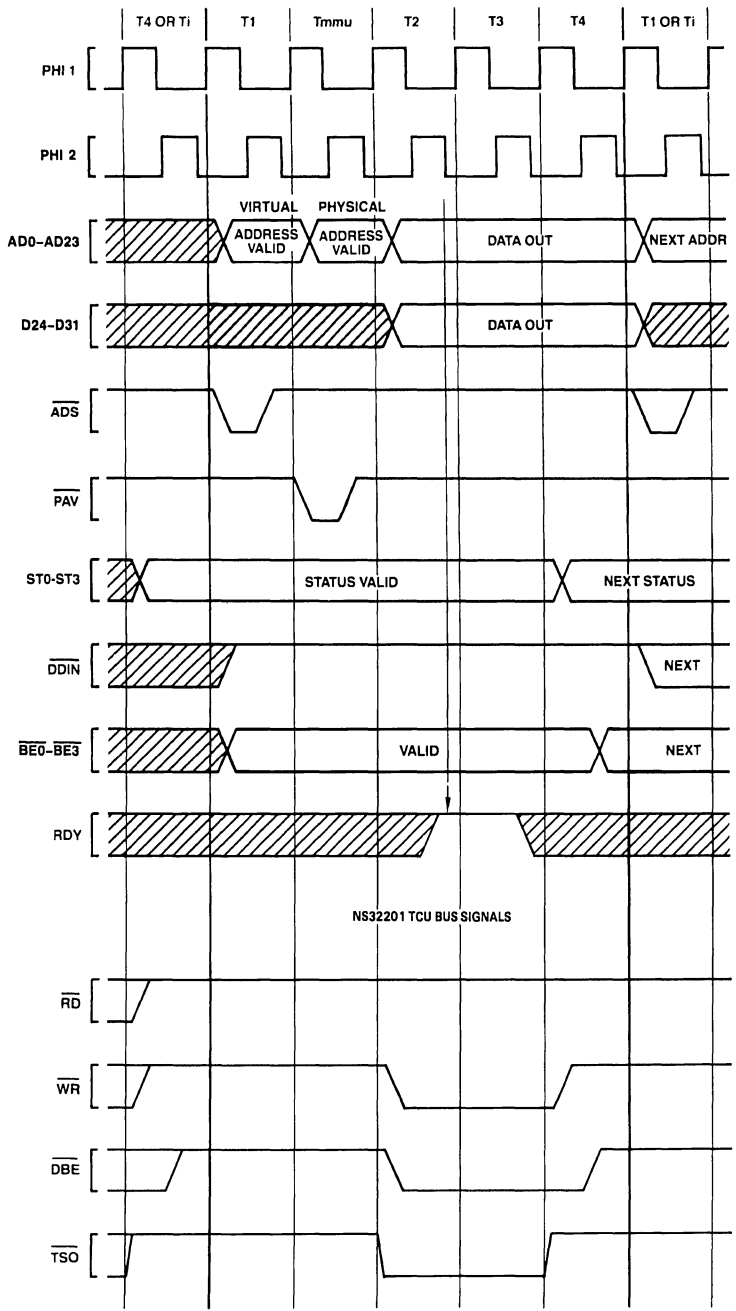 T4 OR Ti T1 Tmmu T2 T3 T4 T1 OR Ti
PHI 1
PHI 2
VIRTUAL PHYSICAL
AD0–AD23 ADDRESS VALID ADDRESS VALID DATA OUT NEXT ADDR
D24–D31 DATA OUT
ADS
PAV
ST0-ST3 STATUS VALID NEXT STATUS
DDIN NEXT
BE0–BE3 VALID NEXT
RDY
NS32201 TCU BUS SIGNALS
RD
WR
DBE
TSO